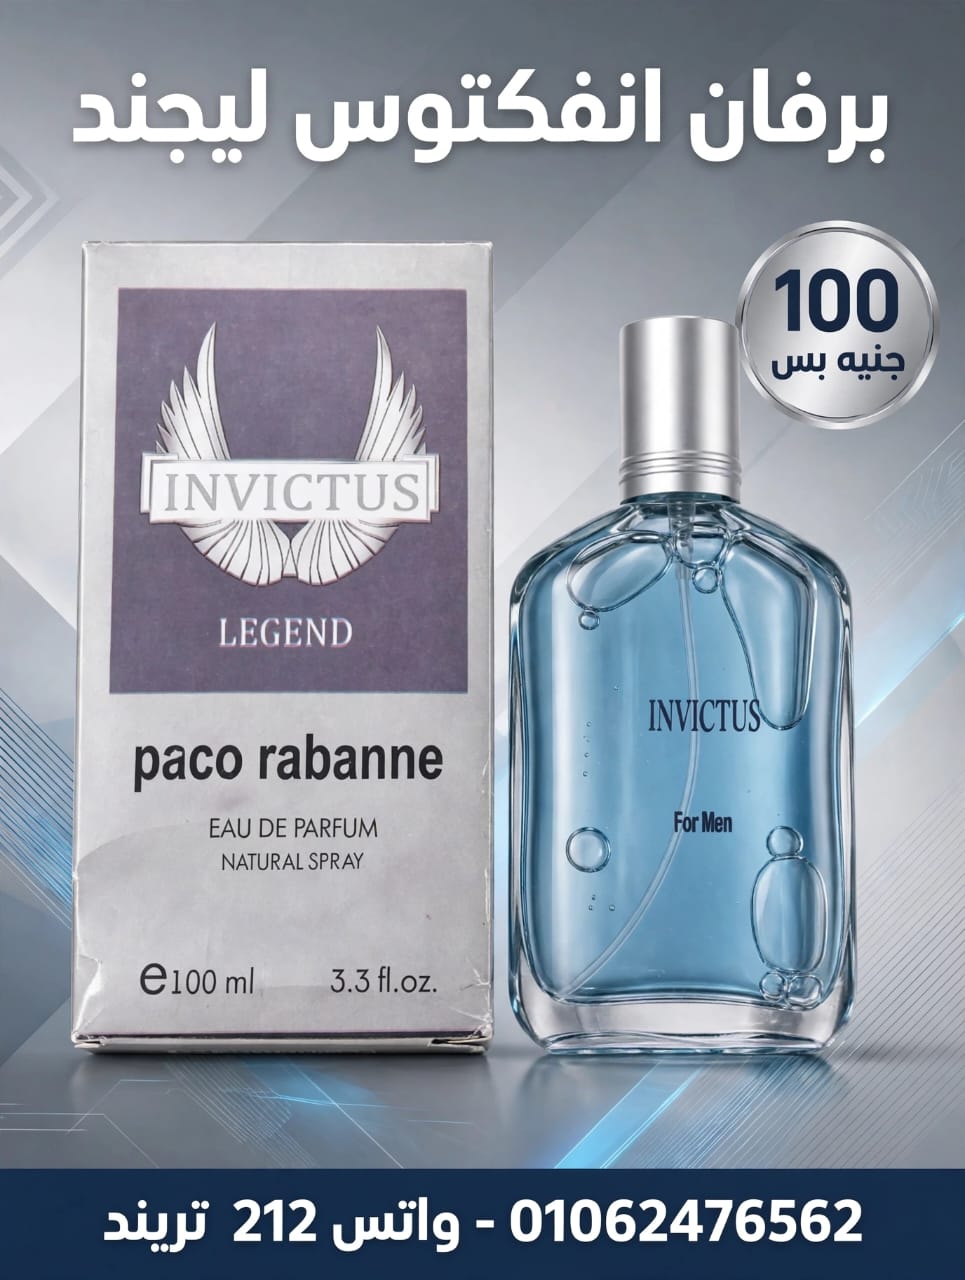 برفان انفكتوس ليجند
100
جنيه بس
INVICTUS
LEGEND
paco rabanne
EAU DE PARFUM
NATURAL SPRAY
e100 ml 3.3 fl.oz.
INVICTUS
For Men
01062476562 - واتس 212 تريند